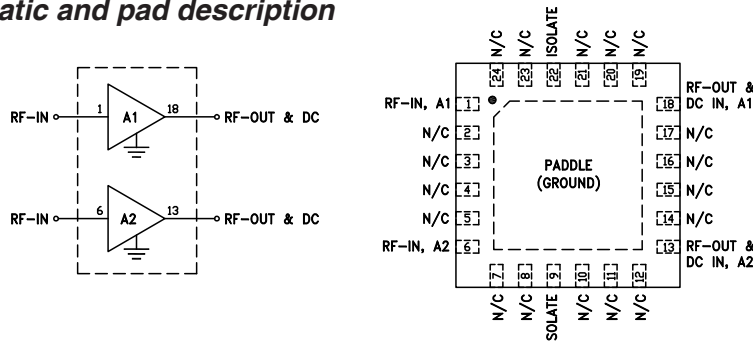 atic and pad description
RF-IN
1
A1
18
RF-OUT & DC
RF-IN
6
A2
13
RF-OUT & DC
N/C
N/C
ISOLATE
N/C
N/C
N/C
24
23
22
21
20
19
RF-IN, A1
1
18
RF-OUT &
DC IN, A1
N/C
2
17
N/C
N/C
3
16
N/C
N/C
4
15
N/C
N/C
5
14
N/C
RF-IN, A2
6
13
RF-OUT &
DC IN, A2
PADDLE
(GROUND)
7
8
9
10
11
12
N/C
N/C
SOLATE
N/C
N/C
N/C